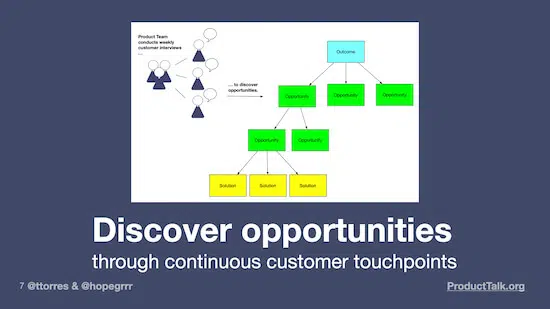 Product Team
conducts weekly
customer interviews
...
... to discover
opportunities.
Outcome
Opportunity
Opportunity
Opportunity
Opportunity
Opportunity
Solution
Solution
Solution
Discover opportunities
through continuous customer touchpoints
7 @ttorres & @hopegrrr
ProductTalk.org